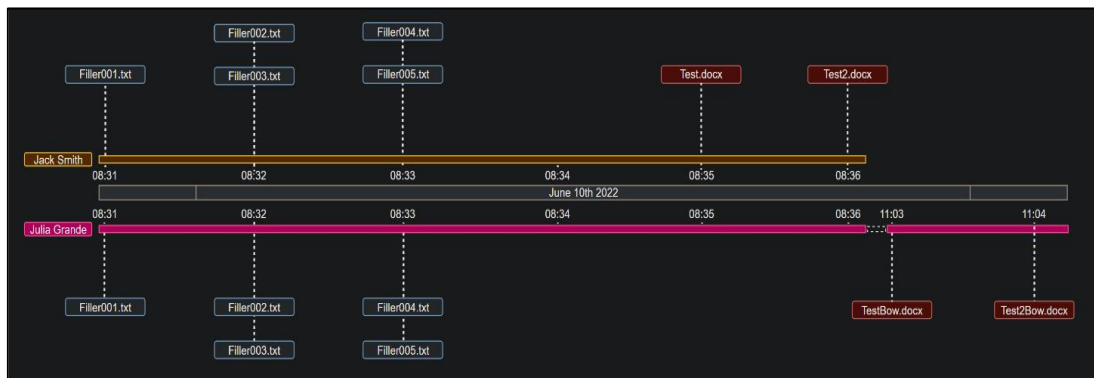 Filler002.txt Filler004.txt
Filler001.txt Filler003.txt Filler005.txt Test.docx Test2.docx
Jack Smith
08:31 08:32 08:33 08:34 08:35 08:36
June 10th 2022
08:31 08:32 08:33 08:34 08:35 08:36 11:03 11:04
Julia Grande
Filler001.txt Filler002.txt Filler004.txt TestBow.docx Test2Bow.docx
Filler003.txt Filler005.txt